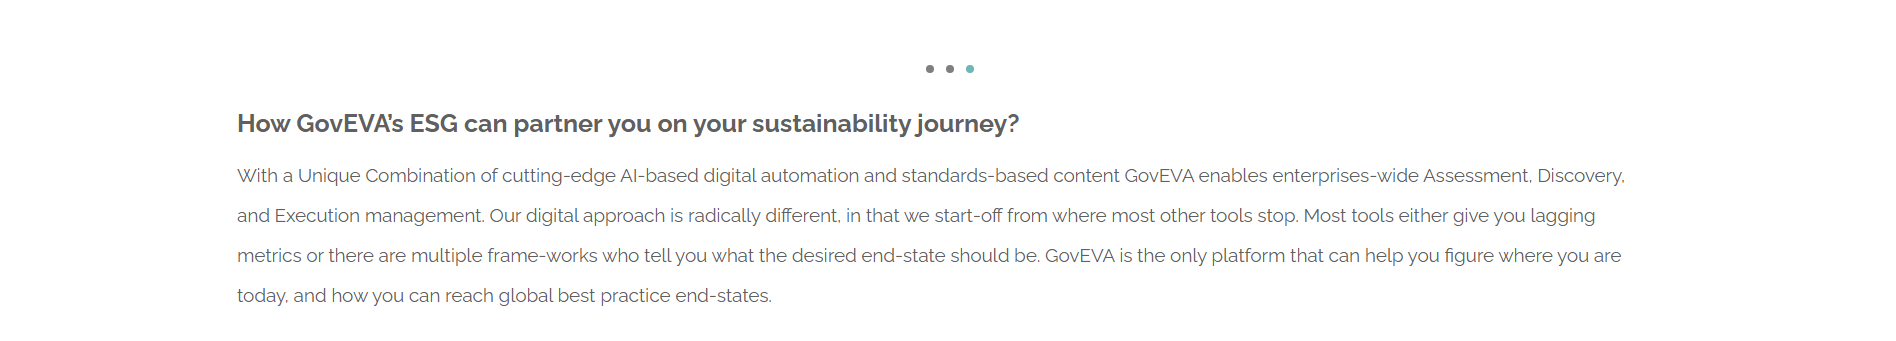 How GovEVA’s ESG can partner you on your sustainability journey?
With a Unique Combination of cutting-edge AI-based digital automation and standards-based content GovEVA enables enterprises-wide Assessment, Discovery,
and Execution management. Our digital approach is radically different, in that we start-off from where most other tools stop. Most tools either give you lagging
metrics or there are multiple frame-works who tell you what the desired end-state should be. GovEVA is the only platform that can help you figure where you are
today, and how you can reach global best practice end-states.